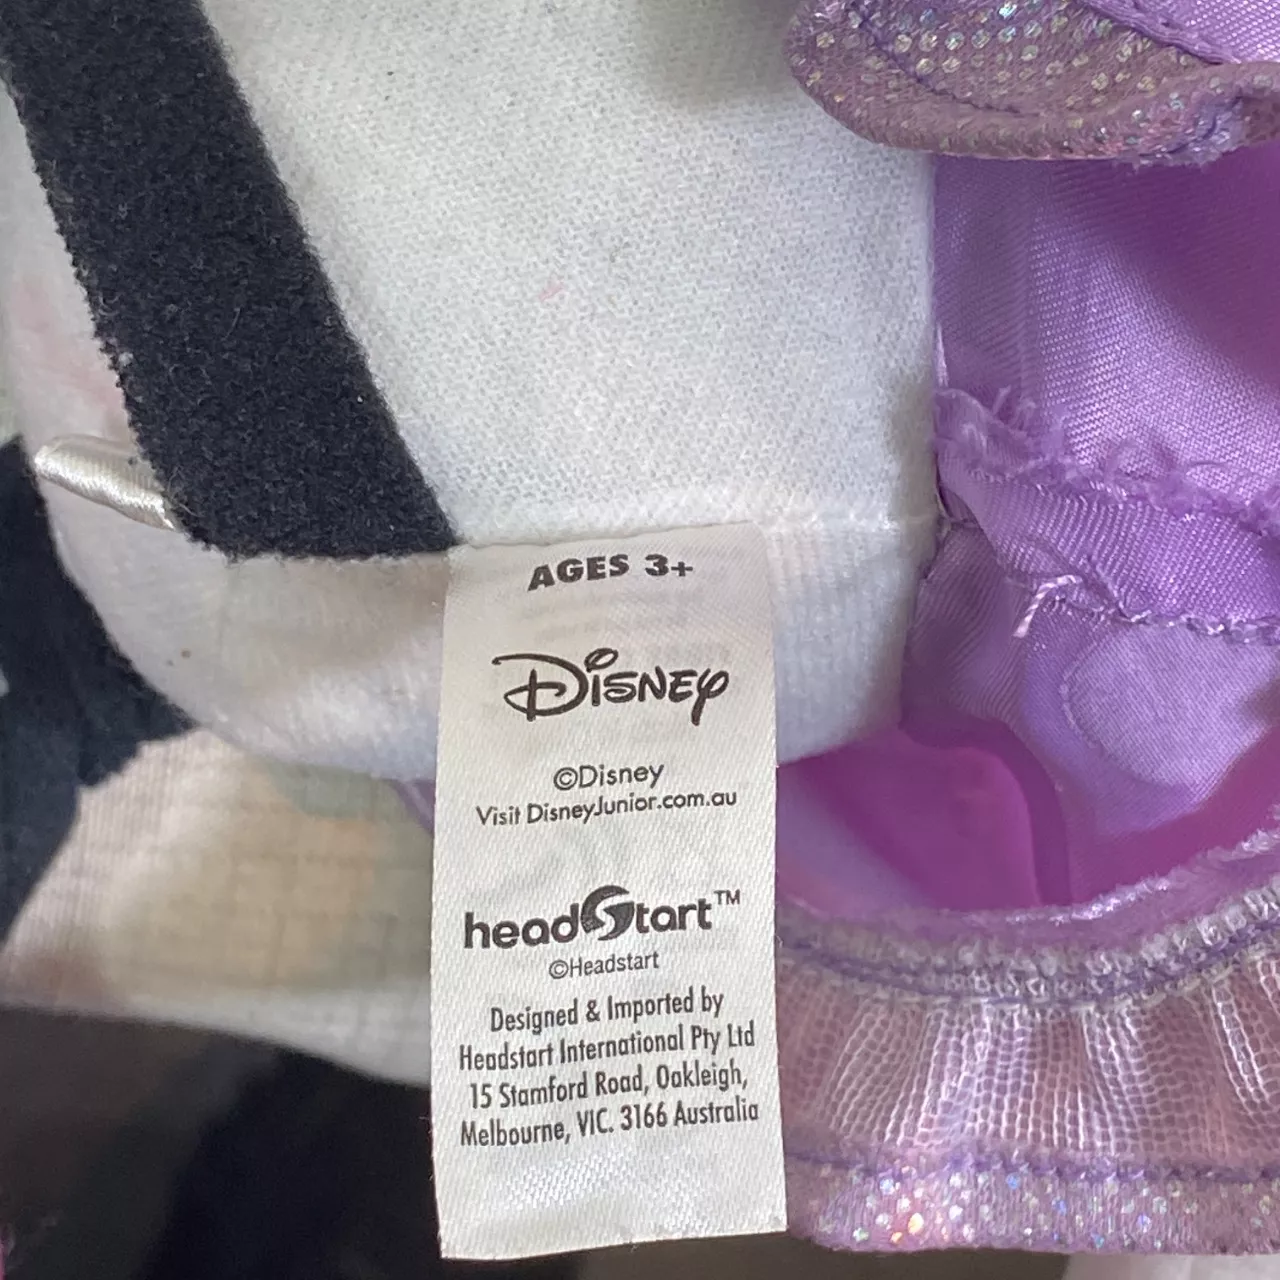 AGES 3+
Disney
©Disney
Visit DisneyJunior.com.au
headStart™
©Headstart
Designed & Imported by
Headstart International Pty Ltd
15 Stamford Road, Oakleigh,
Melbourne, VIC. 3166 Australia